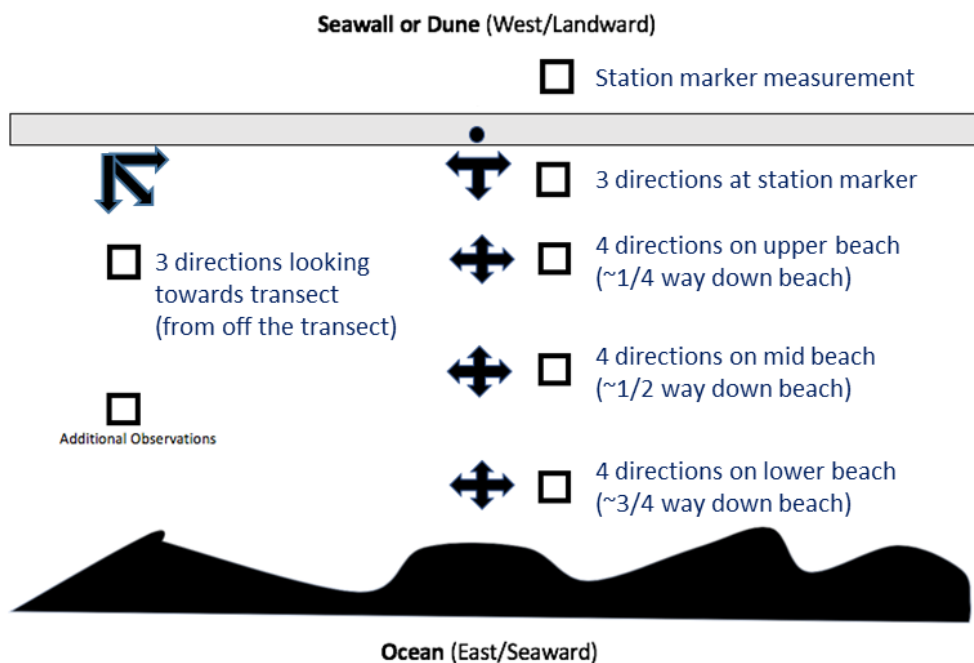 Seawall or Dune (West/Landward)
Station marker measurement
3 directions at station marker
4 directions on upper beach
(~1/4 way down beach)
3 directions looking
towards transect
(from off the transect)
4 directions on mid beach
(~1/2 way down beach)
Additional Observations
4 directions on lower beach
(~3/4 way down beach)
Ocean (East/Seaward)